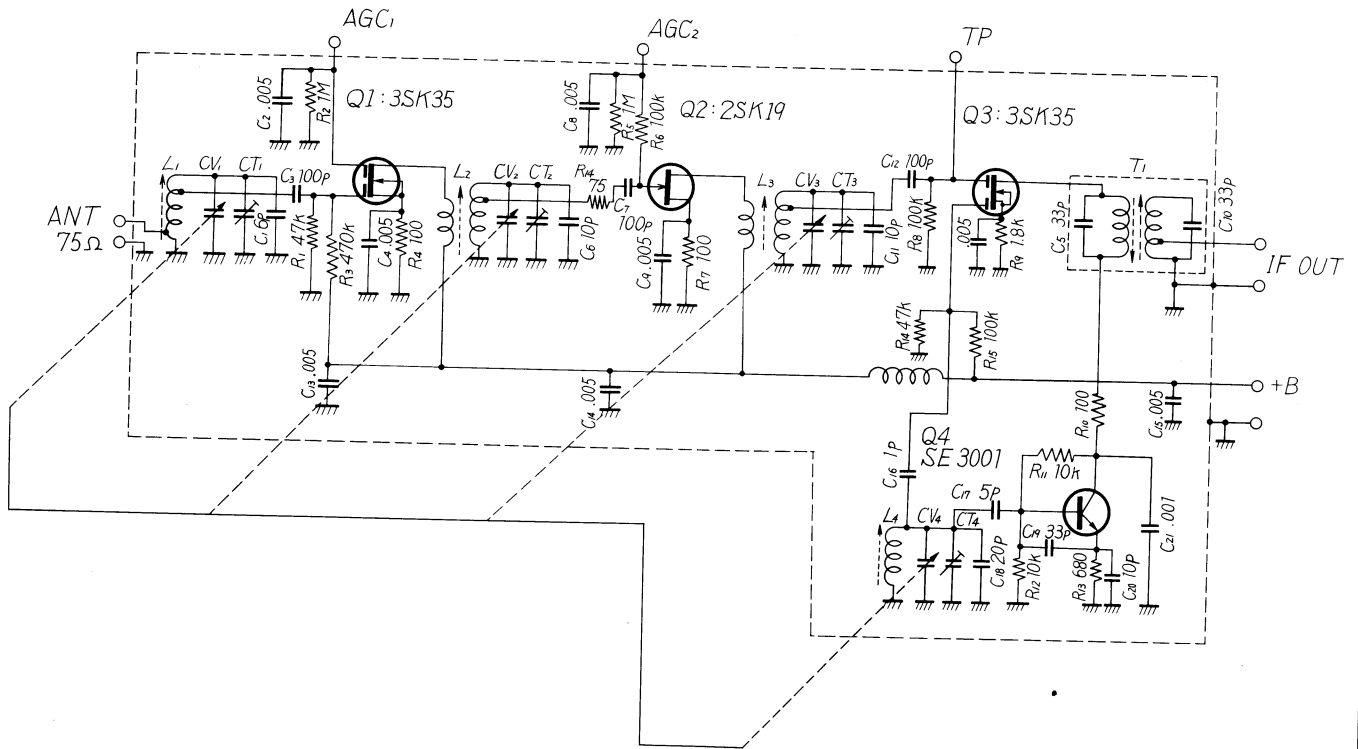 AGC1
AGC2
TP
C2 .005
R2 1M
Q1:3SK35
C8 .005
R5 1M
R6 100k
Q2:2SK19
Q3:3SK35
L1
CV1
CT1
C3 100p
L2
CV2
CT2
R14
75
C7
100p
L3
CV3
CT3
C12 100p
T1
ANT
75Ω
C1 6p
R1 47k
R3 470k
C4 .005
R4 100
C6 10p
C9 .005
R7 100
C11 10p
R8 100k
.005
R9 1.8k
C5 33p
C10 33p
IF OUT
R14 47k
R15 100k
C13 .005
C14 .005
+B
C15 .005
R10 100
Q4
SE3001
C16 1p
R11 10k
C17 5p
L4
CV4
CT4
C18 20p
C19 33p
R12 10k
R13 680
C20 10p
C21 .001